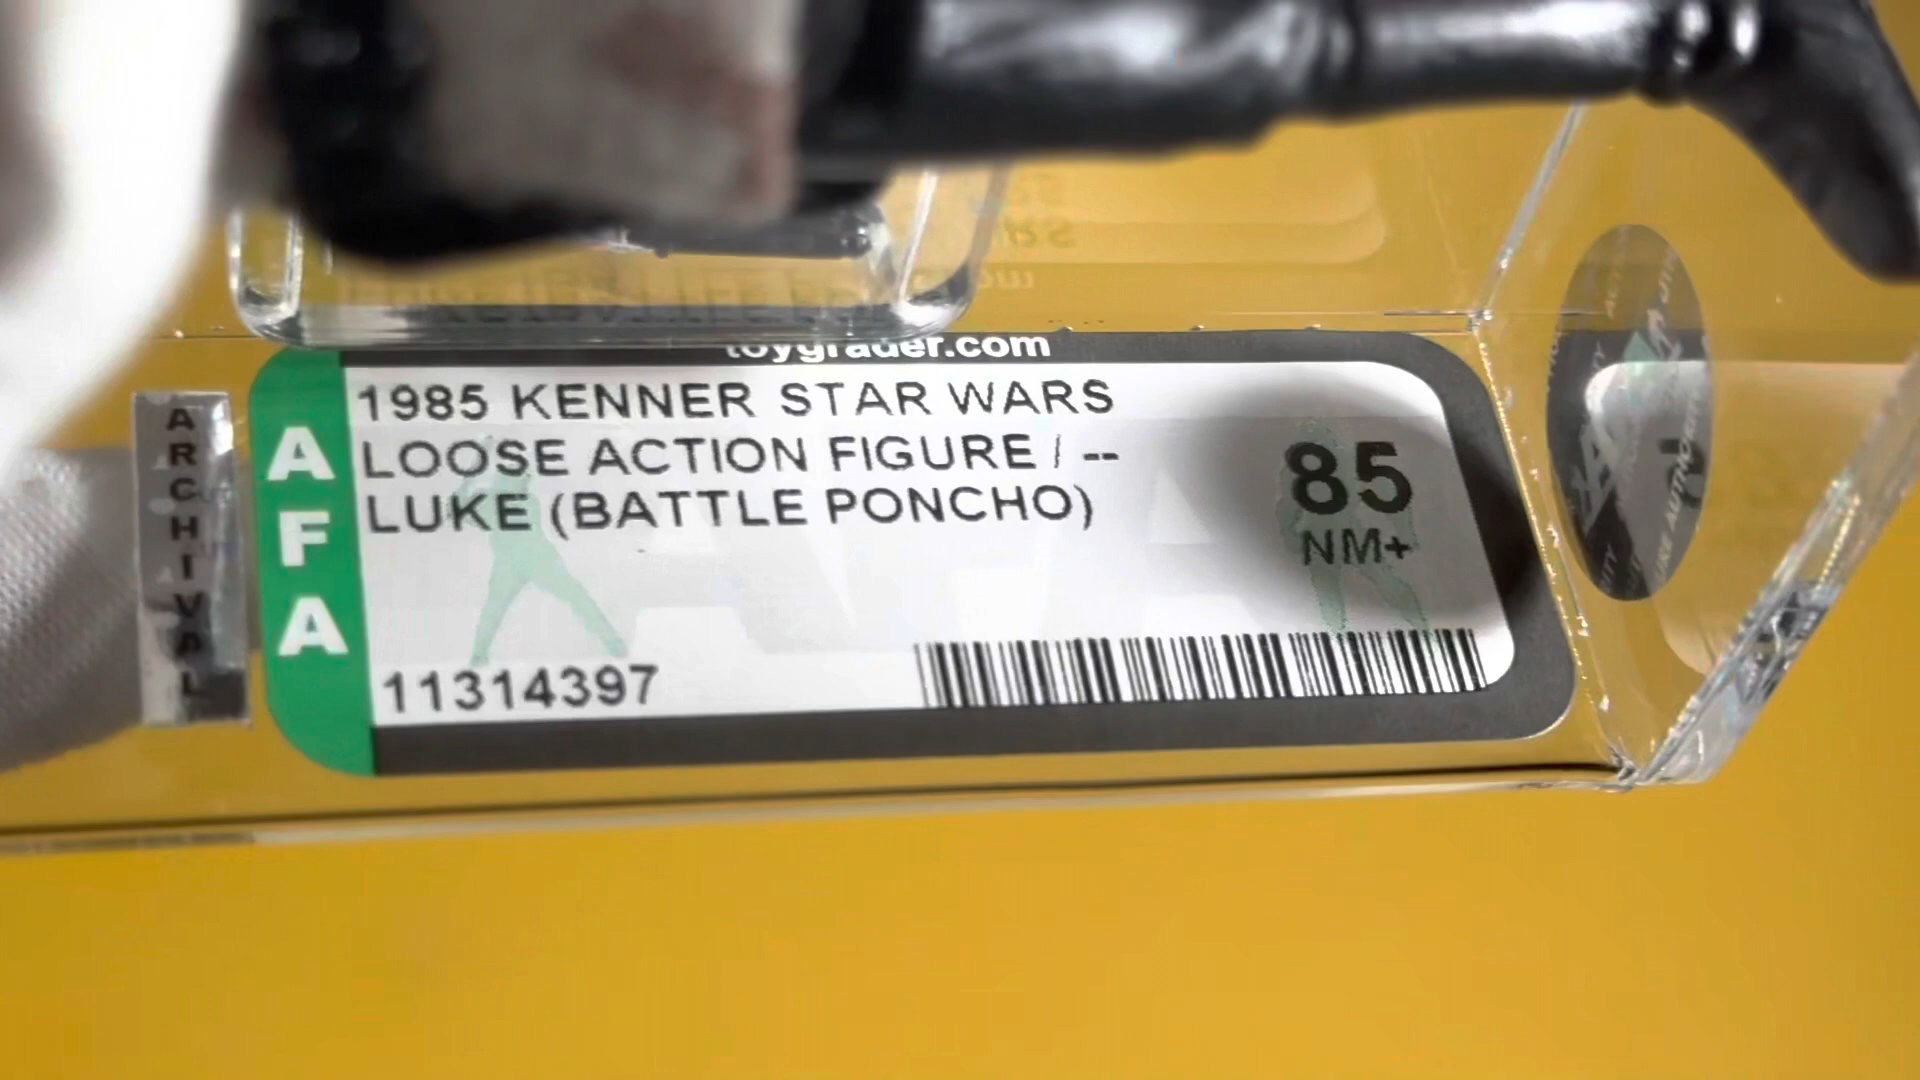 toygrader.com
1985 KENNER STAR WARS
LOOSE ACTION FIGURE / --
LUKE (BATTLE PONCHO)
85
NM+
11314397
AFA
ARCHIVAL